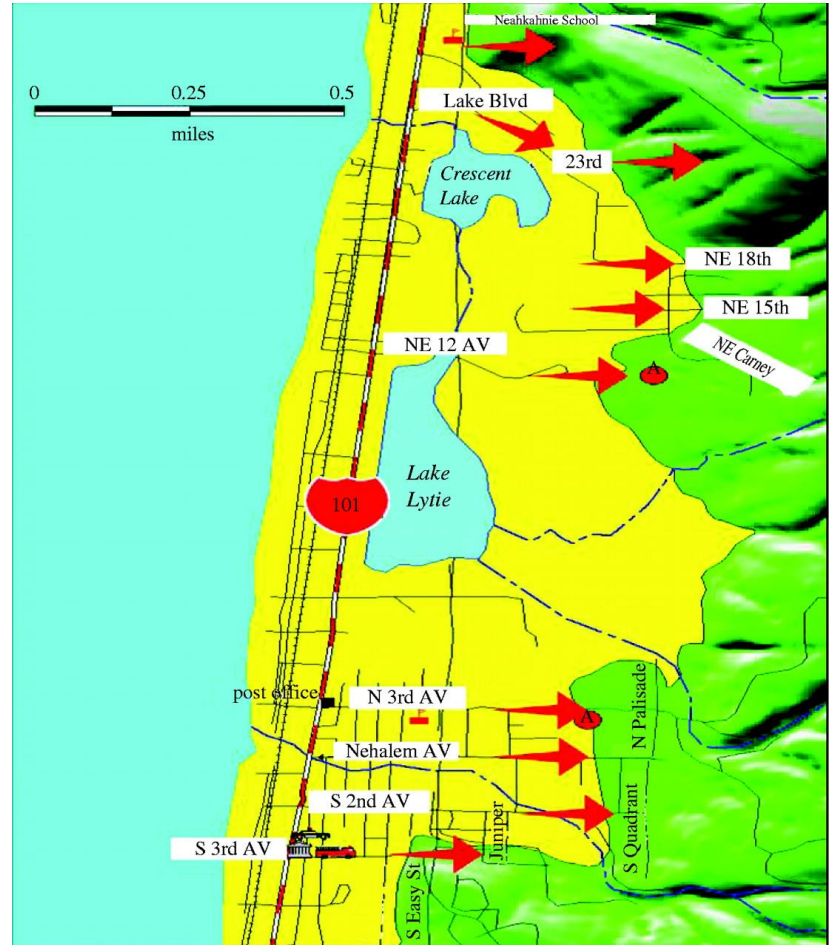 Neahkahnie School
0 0.25 0.5
miles
Lake Blvd
23rd
Crescent
Lake
NE 18th
NE 15th
NE 12 AV
NE Carney
A
Lake
Lytie
101
post office
N 3rd AV
A
N Palisade
Nehalem AV
S 2nd AV
S 3rd AV
Juniper
S Quadrant
S Easy St